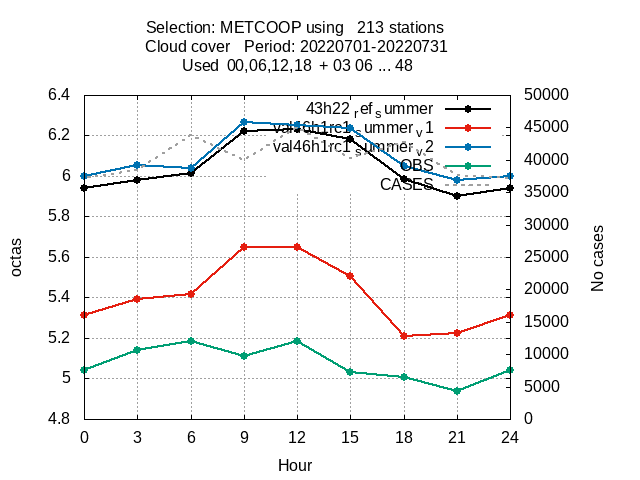 Selection: METCOOP using   213 stations
Cloud cover   Period: 20220701-20220731
Used  00,06,12,18  + 03 06 ... 48
6.4
6.2
6
5.8
5.6
5.4
5.2
5
4.8
octas
43h22_ref_summer
val46h1rc1_summer_v1
val46h1rc1_summer_v2
OBS
CASES
50000
45000
40000
35000
30000
25000
20000
15000
10000
5000
0
No cases
0 3 6 9 12 15 18 21 24
Hour